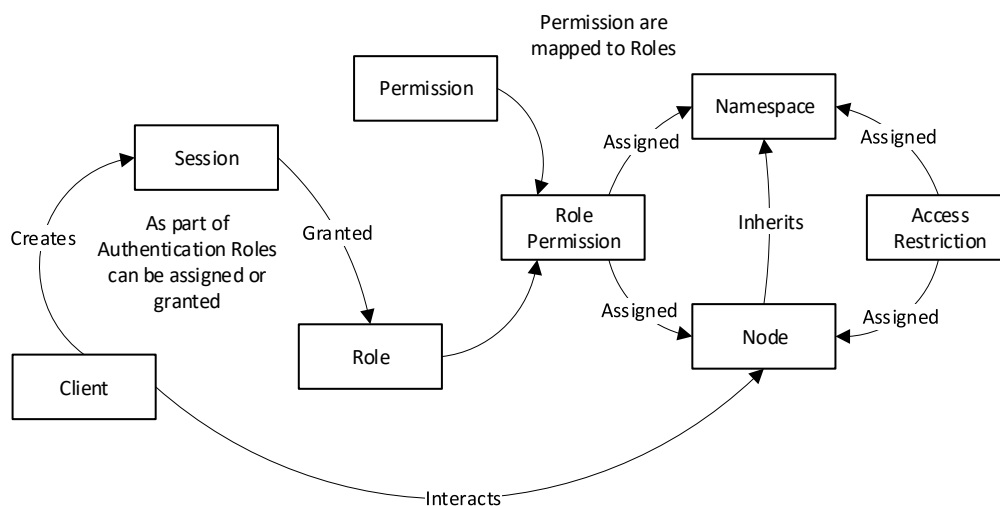 Permission are
mapped to Roles
Permission
Namespace
Assigned
Assigned
Session
Role
Permission
Access
Restriction
As part of
Authentication Roles
can be assigned or
granted
Creates
Granted
Inherits
Assigned
Assigned
Role
Node
Client
Interacts